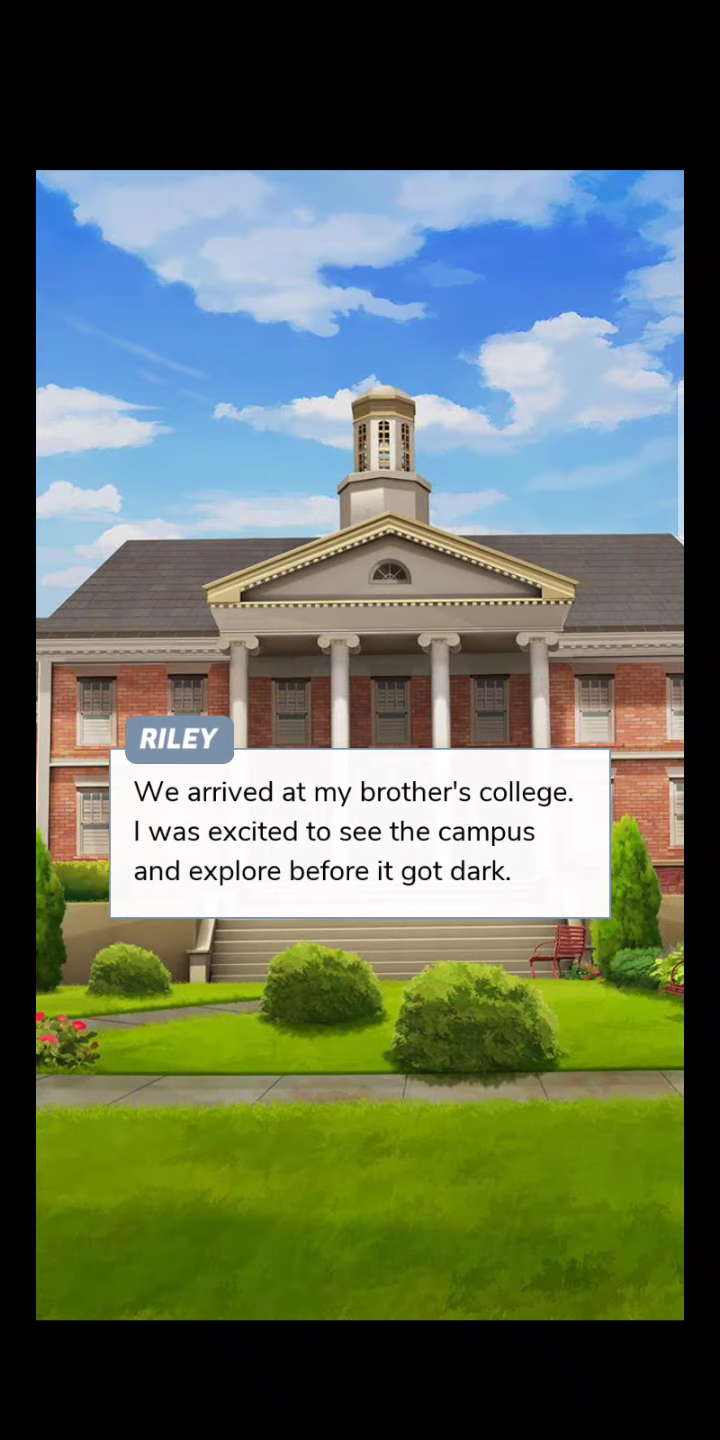 RILEY
We arrived at my brother's college.
I was excited to see the campus
and explore before it got dark.